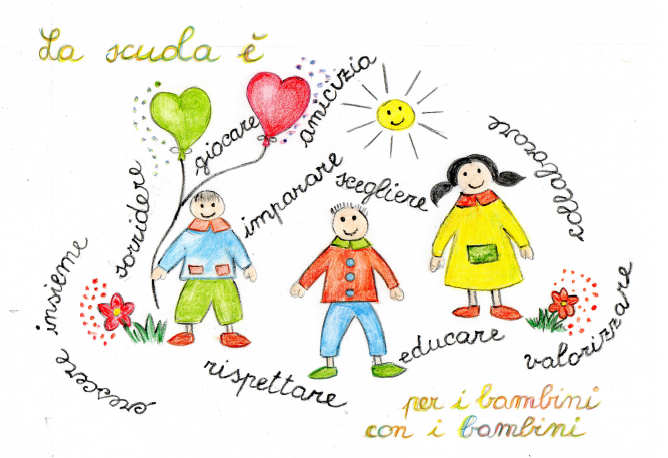 La scuola è
amicizia
giocare
collaborare
imparare
scegliere
sorridere
crescere insieme
valorizzare
educare
rispettare
per i bambini
con i bambini